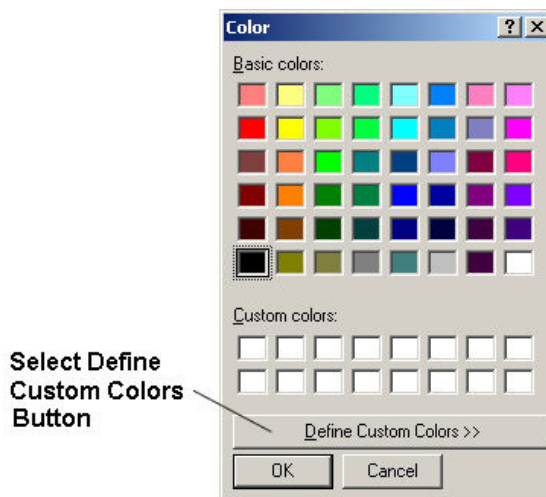 Color
Basic colors:
Custom colors:
Select Define
Custom Colors
Button
Define Custom Colors >>
OK
Cancel